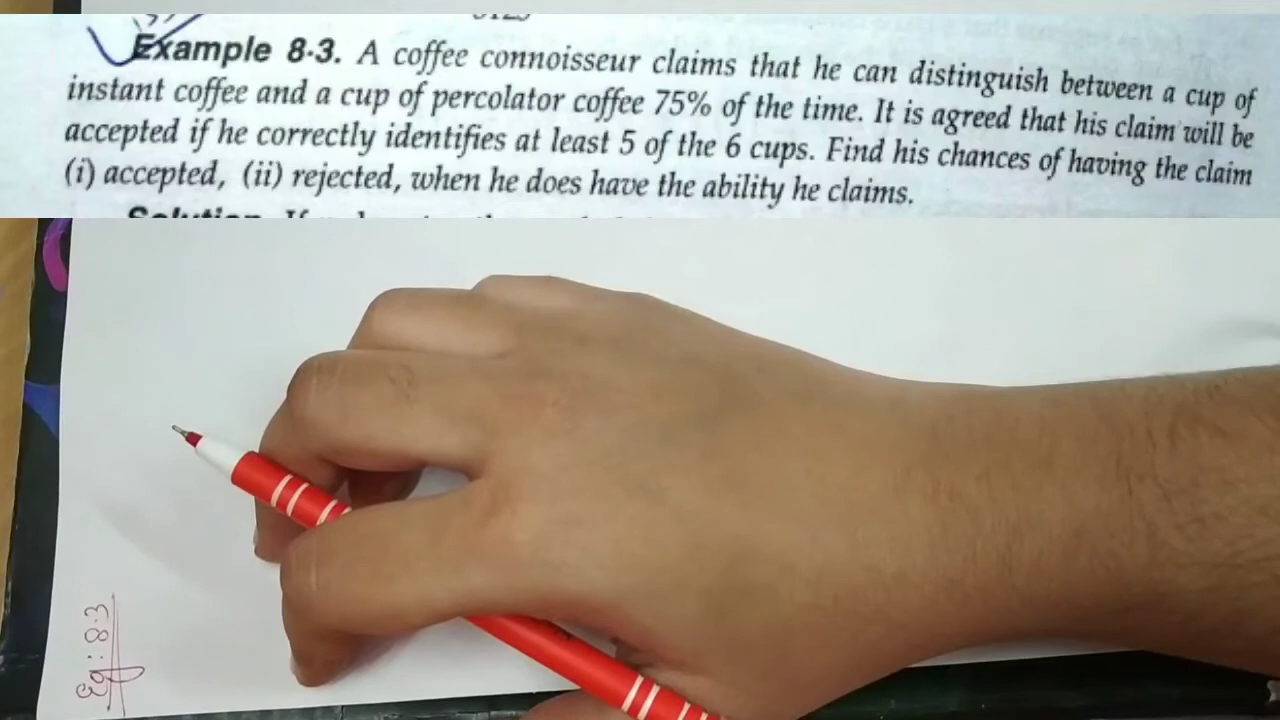 Example 8·3. A coffee connoisseur claims that he can distinguish between a cup of
instant coffee and a cup of percolator coffee 75% of the time. It is agreed that his claim will be
accepted if he correctly identifies at least 5 of the 6 cups. Find his chances of having the claim
(i) accepted, (ii) rejected, when he does have the ability he claims.
Eg: 8.3